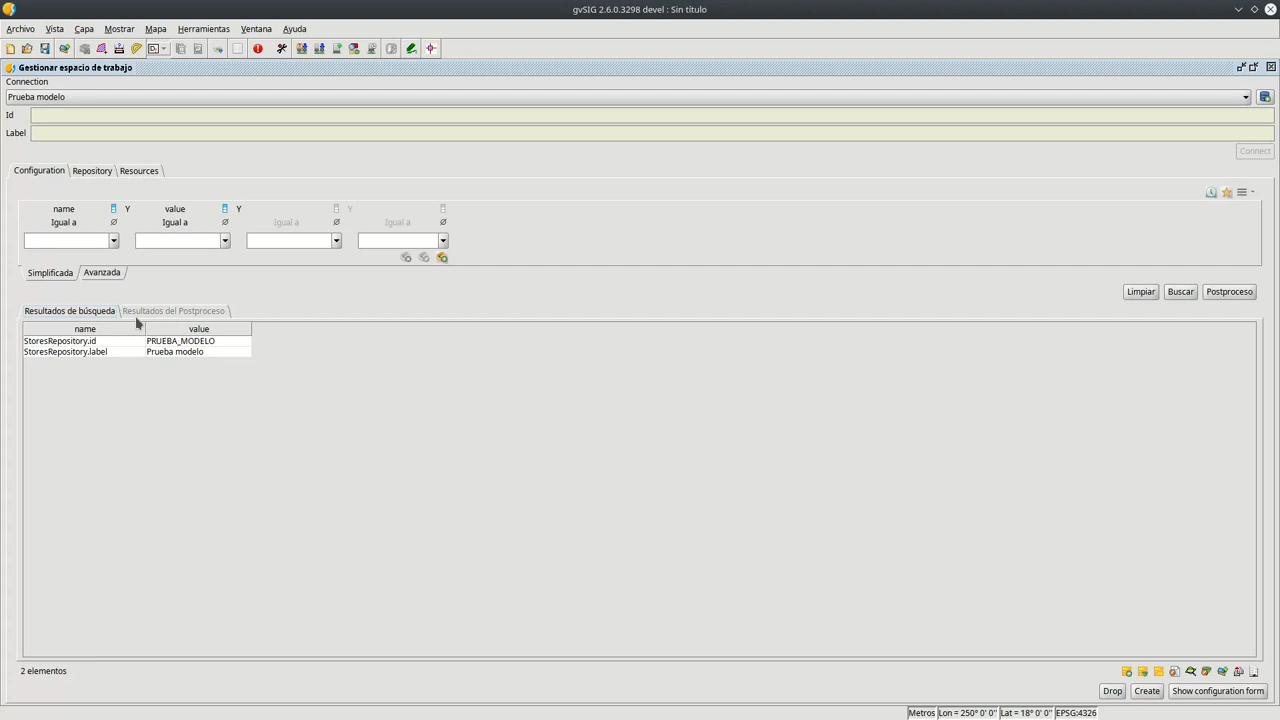 gvSIG 2.6.0.3298 devel : Sin título
Archivo Vista Capa Mostrar Mapa Herramientas Ventana Ayuda
Gestionar espacio de trabajo
Connection
Prueba modelo
Id
Label
Connect
Configuration Repository Resources
name Y value Y Y
Igual a Igual a Igual a Igual a
Simplificada Avanzada
Limpiar Buscar Postproceso
Resultados de búsqueda Resultados del Postproceso
name value
StoresRepository.id PRUEBA_MODELO
StoresRepository.label Prueba modelo
2 elementos
Drop Create Show configuration form
Metros Lon = 250° 0' 0'' Lat = 18° 0' 0'' EPSG:4326